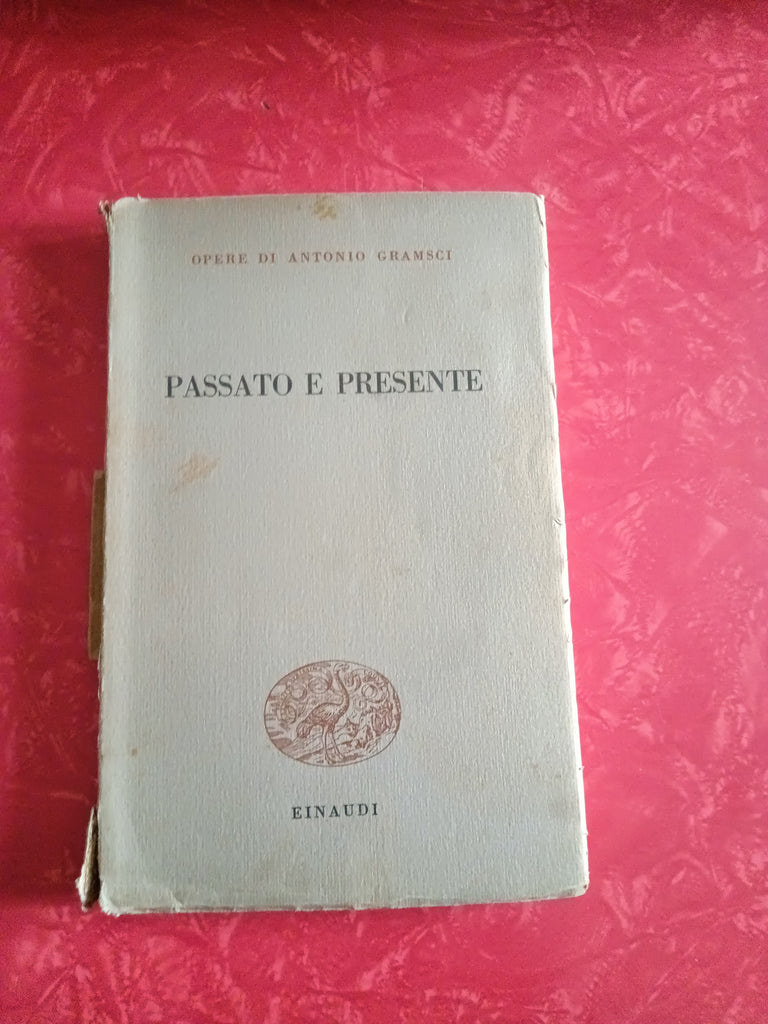 OPERE DI ANTONIO GRAMSCI
PASSATO E PRESENTE
EINAUDI